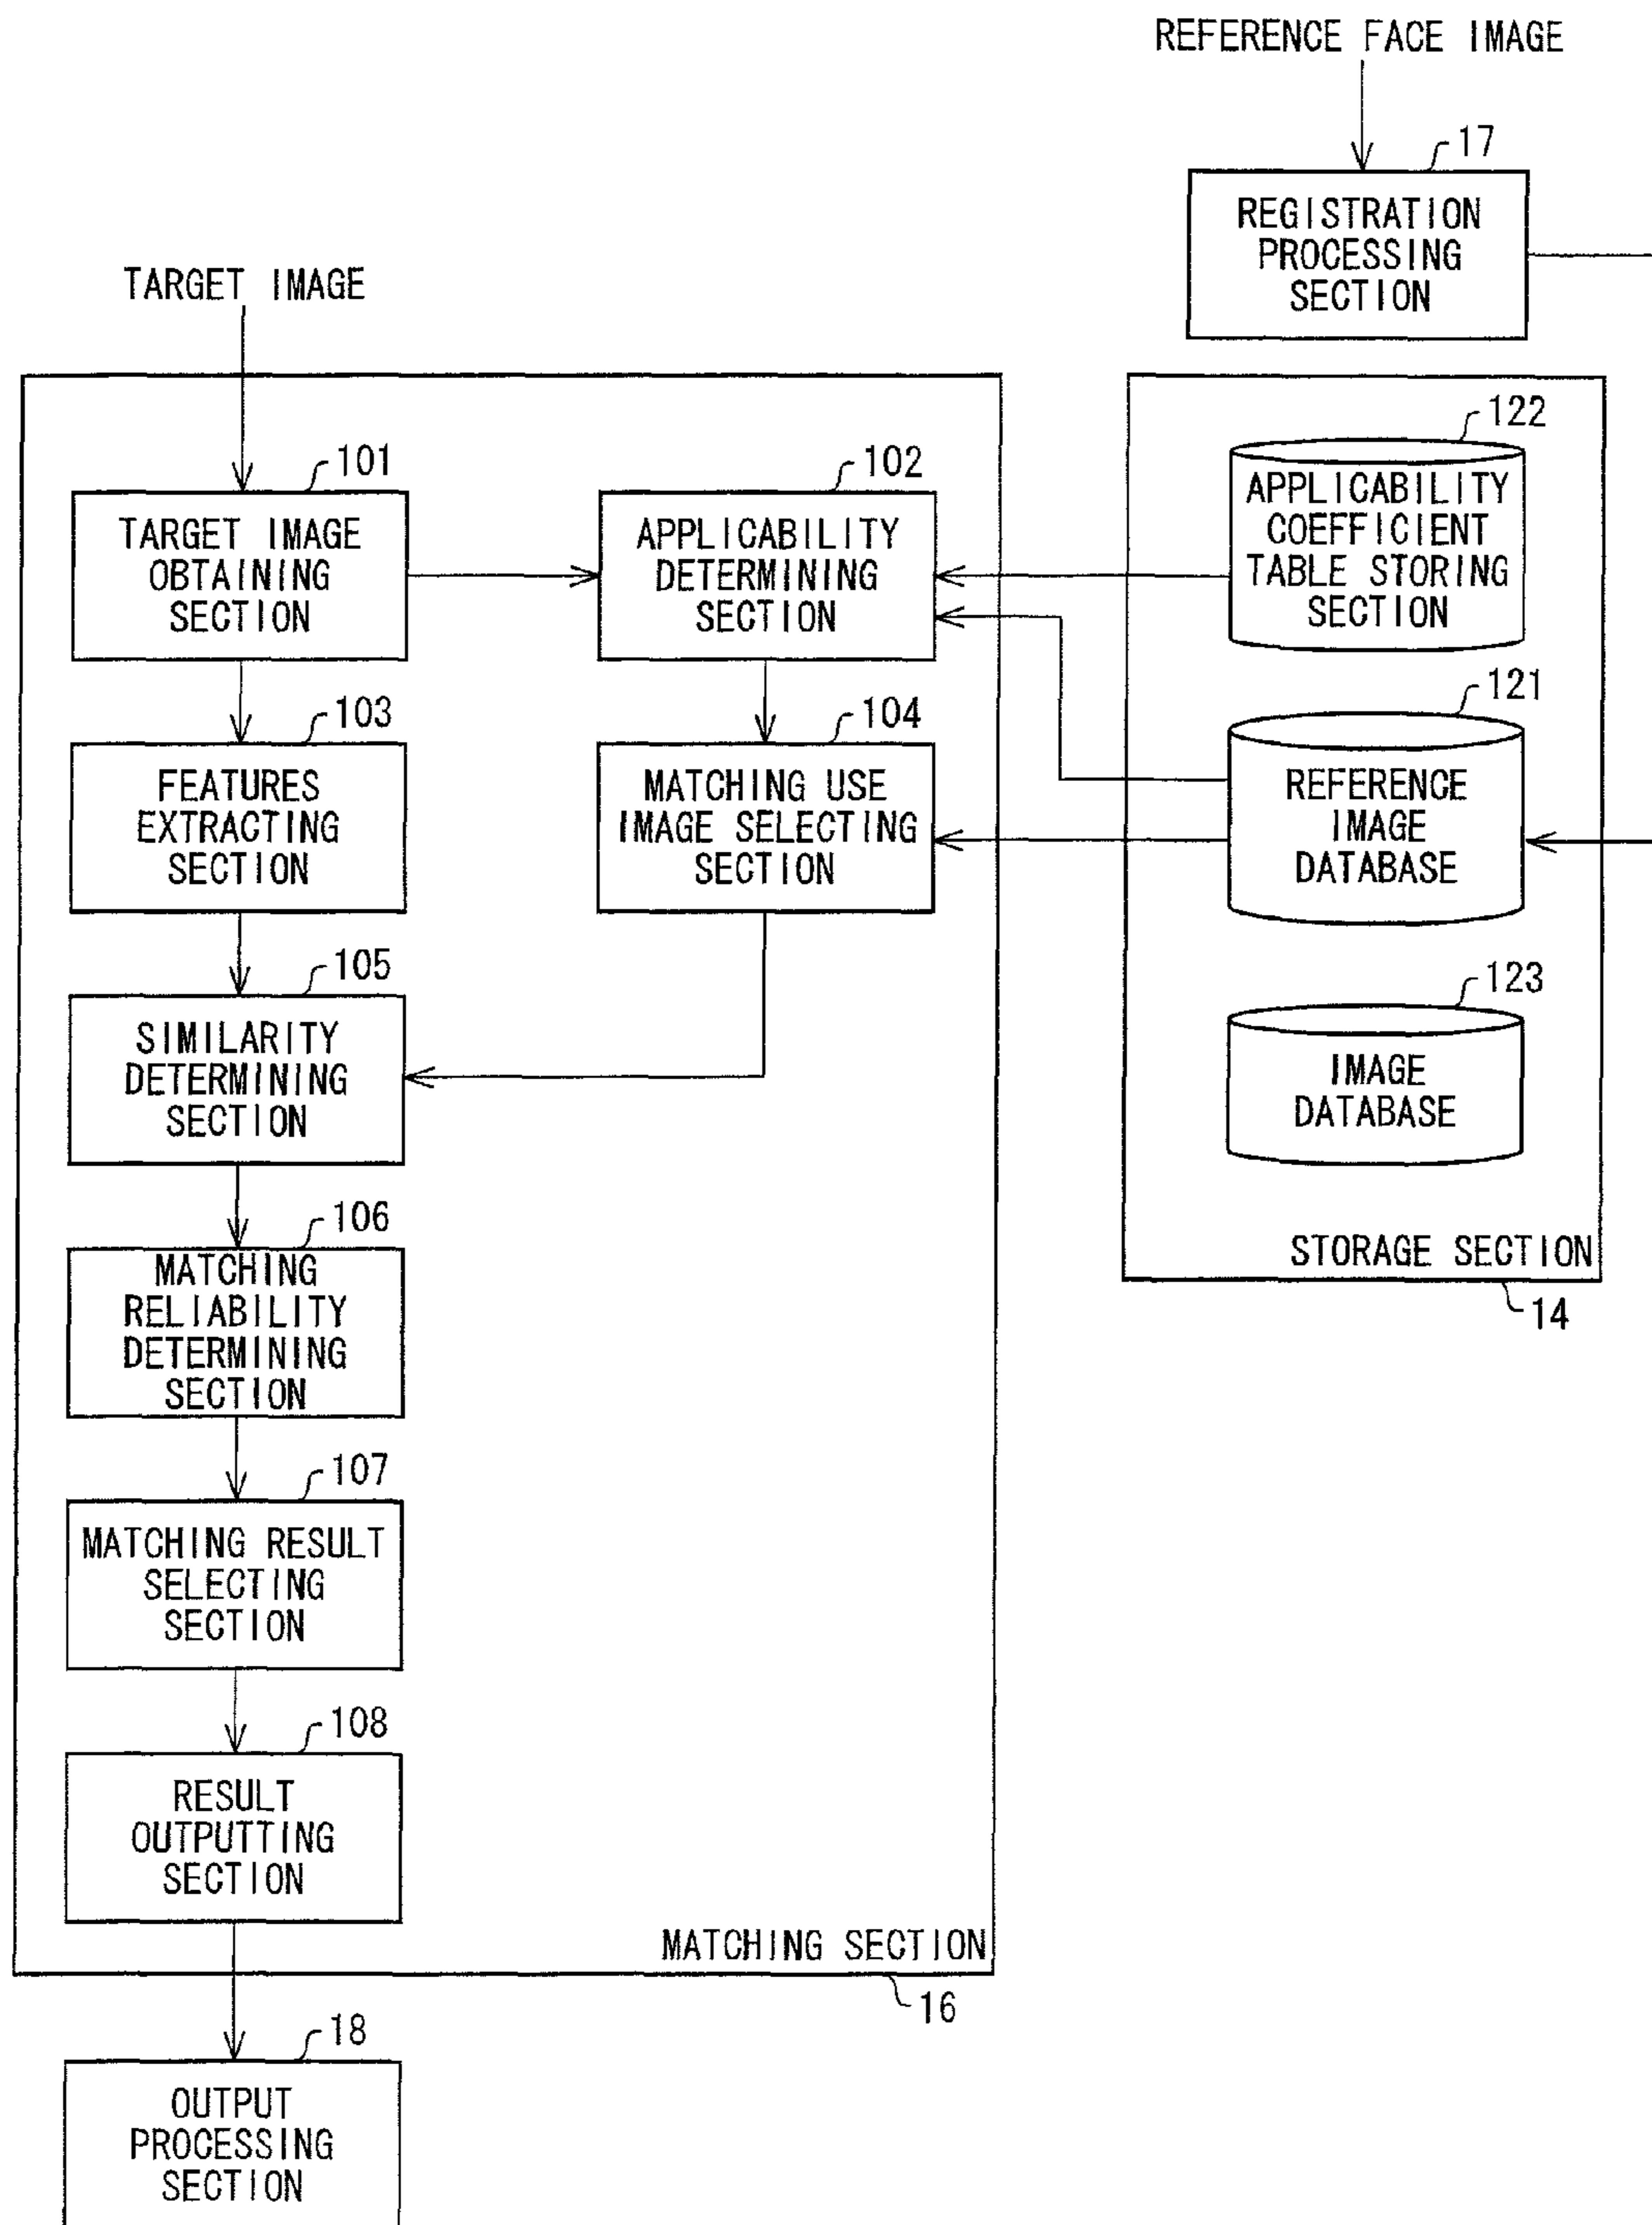 REFERENCE FACE IMAGE
17
REGISTRATION
PROCESSING
SECTION
TARGET IMAGE
101
TARGET IMAGE
OBTAINING
SECTION
102
APPLICABILITY
DETERMINING
SECTION
122
APPLICABILITY
COEFFICIENT
TABLE STORING
SECTION
103
FEATURES
EXTRACTING
SECTION
104
MATCHING USE
IMAGE SELECTING
SECTION
121
REFERENCE
IMAGE
DATABASE
105
SIMILARITY
DETERMINING
SECTION
123
IMAGE
DATABASE
STORAGE SECTION
14
106
MATCHING
RELIABILITY
DETERMINING
SECTION
107
MATCHING RESULT
SELECTING
SECTION
108
RESULT
OUTPUTTING
SECTION
MATCHING SECTION
16
18
OUTPUT
PROCESSING
SECTION